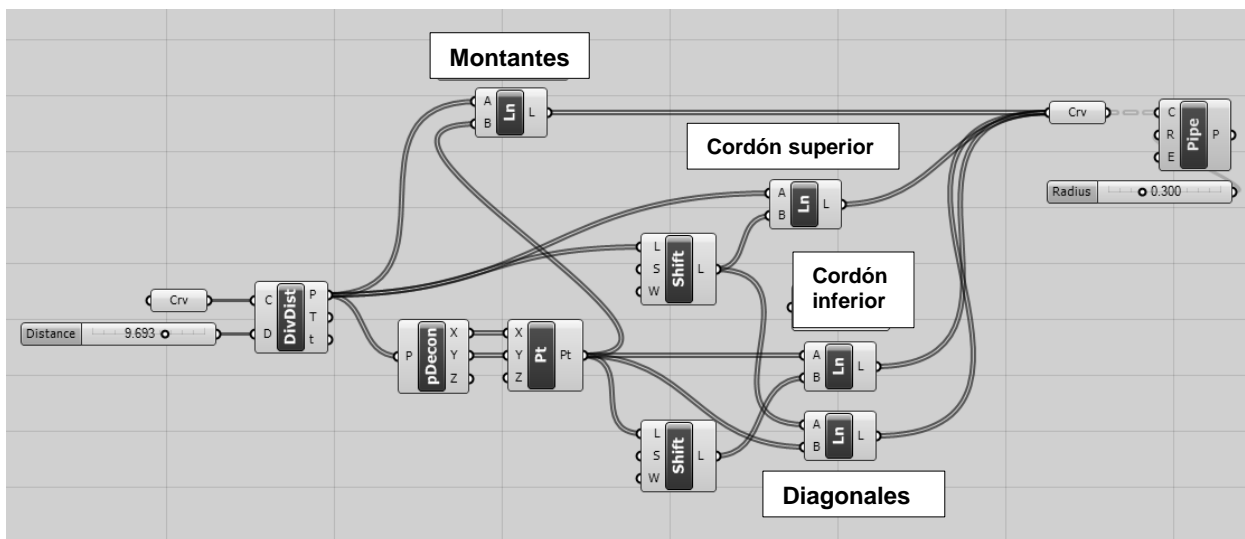 Montantes
A
B
Ln
L
Crv
C
R
E
Pipe
P
Cordón superior
Radius
0.300
A
B
Ln
L
L
S
W
Shift
L
Cordón
inferior
Crv
C
D
DivDist
P
T
t
Distance
9.693
P
pDecon
X
Y
Z
X
Y
Z
Pt
Pt
A
B
Ln
L
L
S
W
Shift
L
A
B
Ln
L
Diagonales